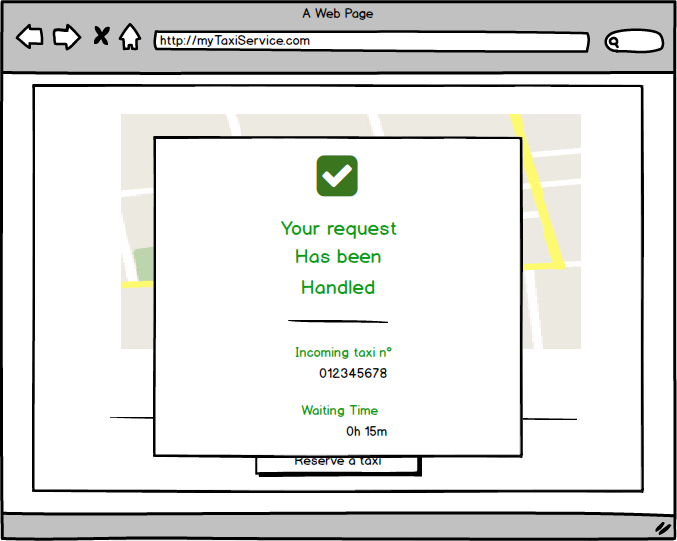 A Web Page
http://myTaxiService.com
Your request
Has been
Handled
Incoming taxi n°
012345678
Waiting Time
0h 15m
Reserve a taxi